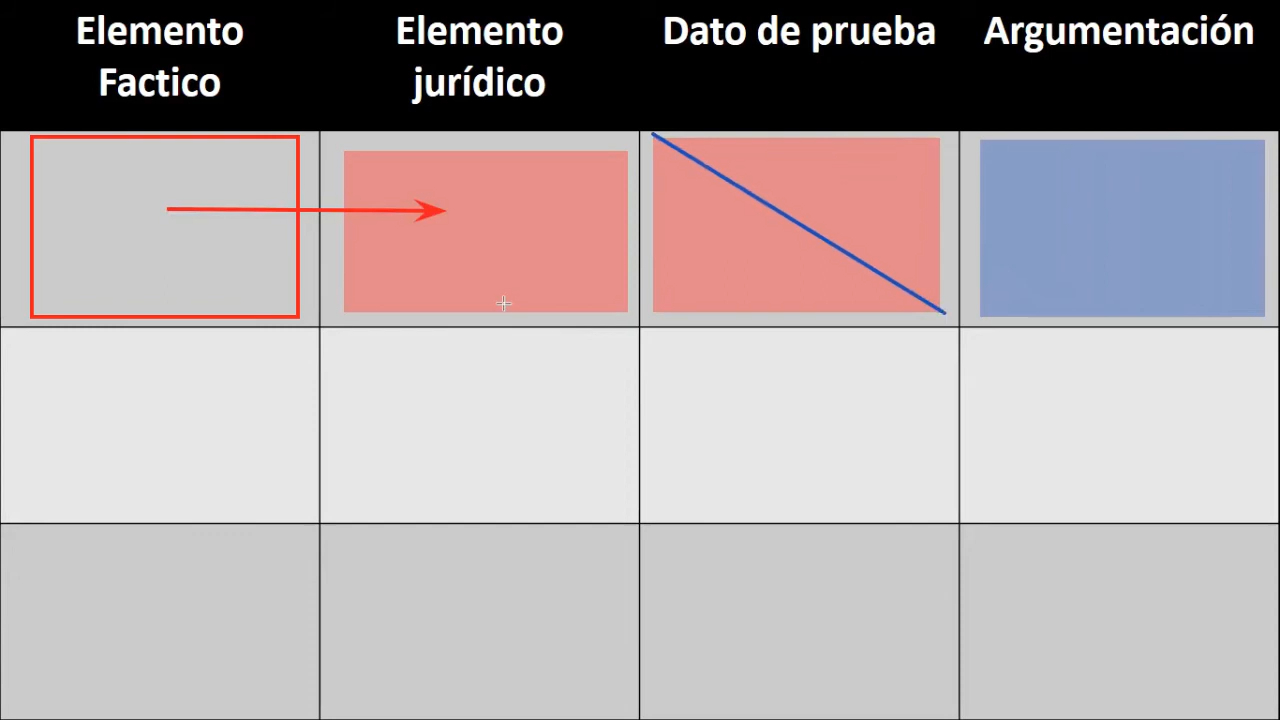 Elemento
Factico
Elemento
jurídico
Dato de prueba
Argumentación